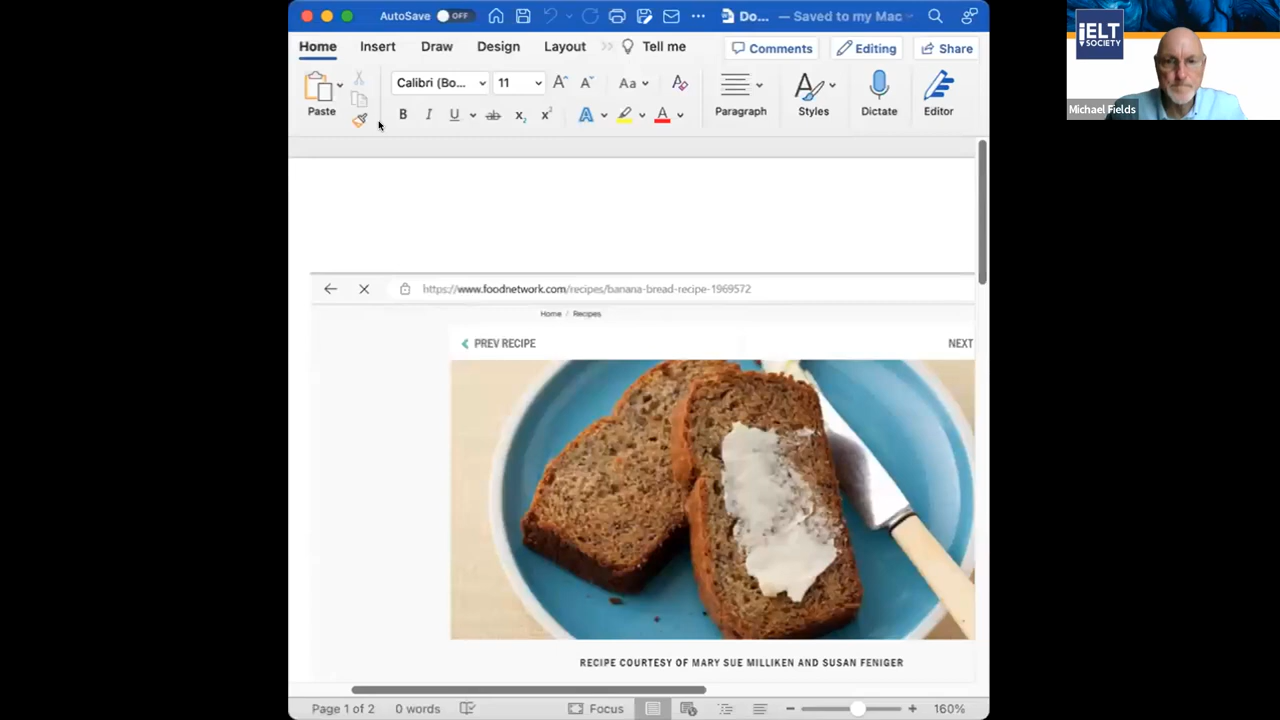 AutoSave OFF Do... — Saved to my Mac
Home Insert Draw Design Layout Tell me Comments Editing Share
Paste
Calibri (Bo... 11 Aa
B I U ab x₂ x² A A
Paragraph Styles Dictate Editor
https://www.foodnetwork.com/recipes/banana-bread-recipe-1969572
Home / Recipes
PREV RECIPE NEXT
RECIPE COURTESY OF MARY SUE MILLIKEN AND SUSAN FENIGER
Page 1 of 2 0 words Focus 160%
iELT
SOCIETY
Michael Fields